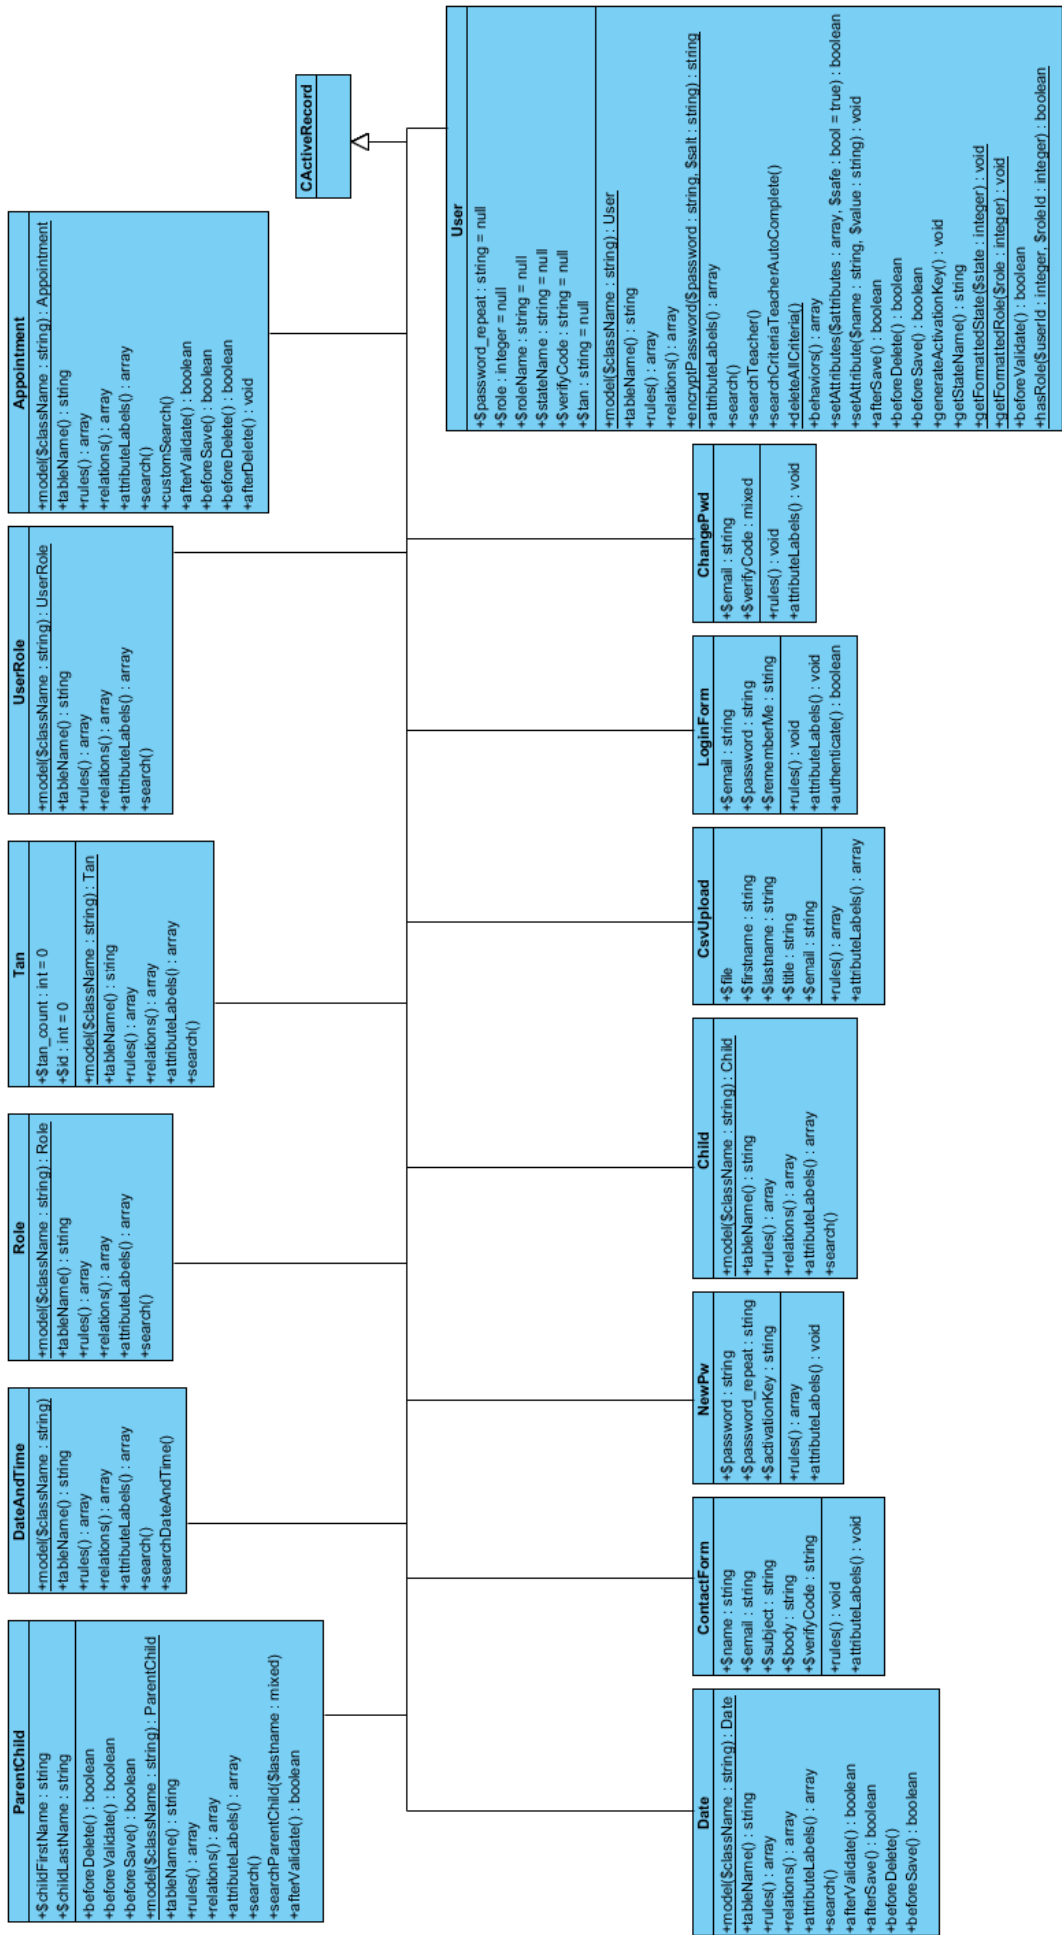 ParentChild
+$childFirstName : string
+$childLastName : string
+beforeDelete() : boolean
+beforeValidate() : boolean
+beforeSave() : boolean
+model($className : string) : ParentChild
+tableName() : string
+rules() : array
+relations() : array
+attributeLabels() : array
+search()
+searchParentChild($lastname : mixed)
+afterValidate() : boolean
DateAndTime
+model($className : string)
+tableName() : string
+rules() : array
+relations() : array
+attributeLabels() : array
+search()
+searchDateAndTime()
Role
+model($className : string) : Role
+tableName() : string
+rules() : array
+relations() : array
+attributeLabels() : array
+search()
Tan
+$tan_count : int = 0
+$id : int = 0
+model($className : string) : Tan
+tableName() : string
+rules() : array
+relations() : array
+attributeLabels() : array
+search()
UserRole
+model($className : string) : UserRole
+tableName() : string
+rules() : array
+relations() : array
+attributeLabels() : array
+search()
Appointment
+model($className : string) : Appointment
+tableName() : string
+rules() : array
+relations() : array
+attributeLabels() : array
+search()
+customSearch()
+afterValidate() : boolean
+beforeSave() : boolean
+beforeDelete() : boolean
+afterDelete() : void
CActiveRecord
Date
+model($className : string) : Date
+tableName() : string
+rules() : array
+relations() : array
+attributeLabels() : array
+search()
+afterValidate() : boolean
+afterSave() : boolean
+beforeDelete()
+beforeSave() : boolean
ContactForm
+$name : string
+$email : string
+$subject : string
+$body : string
+$verifyCode : string
+rules() : void
+attributeLabels() : void
NewPw
+$password : string
+$password_repeat : string
+$activationKey : string
+rules() : array
+attributeLabels() : void
Child
+model($className : string) : Child
+tableName() : string
+rules() : array
+relations() : array
+attributeLabels() : array
+search()
CsvUpload
+$file
+$firstname : string
+$lastname : string
+$title : string
+$email : string
+rules() : array
+attributeLabels() : array
LoginForm
+$email : string
+$password : string
+$rememberMe : string
+rules() : void
+attributeLabels() : void
+authenticate() : boolean
ChangePwd
+$email : string
+$verifyCode : mixed
+rules() : void
+attributeLabels() : void
User
+$password_repeat : string = null
+$role : integer = null
+$roleName : string = null
+$stateName : string = null
+$verifyCode : string = null
+$tan : string = null
+model($className : string) : User
+tableName() : string
+rules() : array
+relations() : array
+encryptPassword($password : string, $salt : string) : string
+attributeLabels() : array
+search()
+searchTeacher()
+searchCriteriaTeacherAutoComplete()
+deleteAllCriteria()
+behaviors() : array
+setAttributes($attributes : array, $safe : bool = true) : boolean
+setAttribute($name : string, $value : string) : void
+afterSave() : boolean
+beforeDelete() : boolean
+beforeSave() : boolean
+generateActivationKey() : void
+getStateName() : string
+getFormattedState($state : integer) : void
+getFormattedRole($role : integer) : void
+beforeValidate() : boolean
+hasRole($userId : integer, $roleId : integer) : boolean